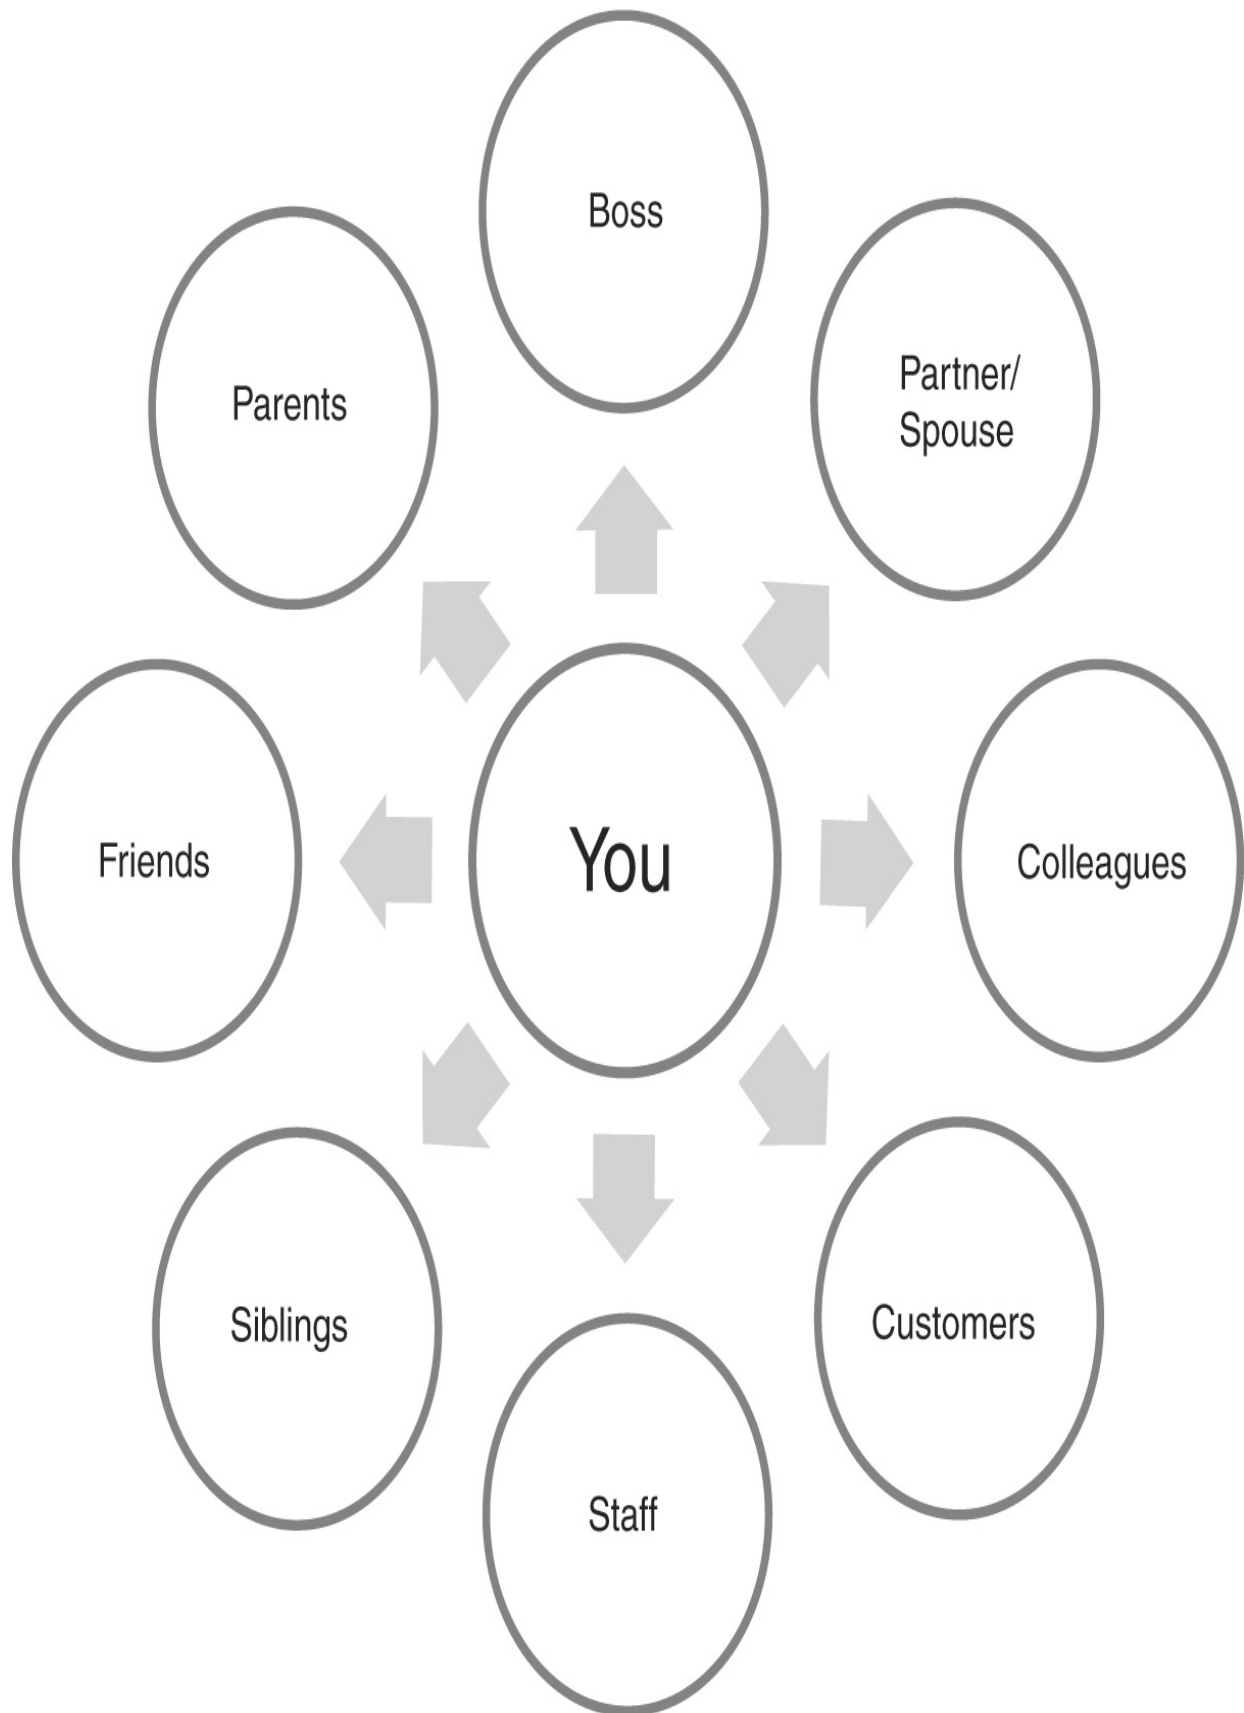 Boss
Parents
Partner/
Spouse
Friends
You
Colleagues
Siblings
Customers
Staff